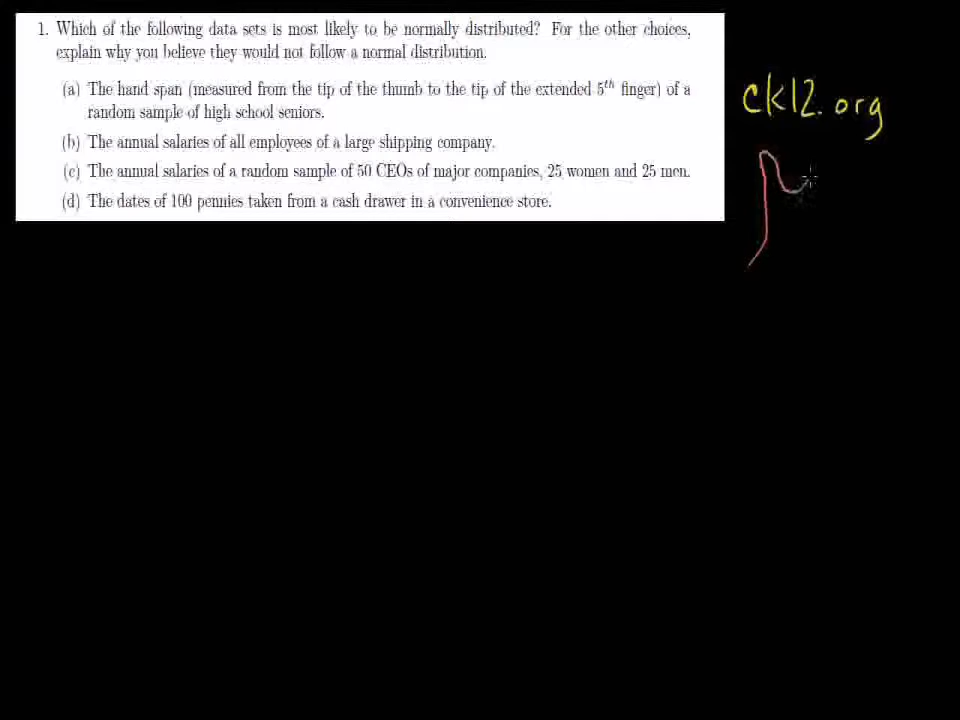 1. Which of the following data sets is most likely to be normally distributed? For the other choices,
explain why you believe they would not follow a normal distribution.
(a) The hand span (measured from the tip of the thumb to the tip of the extended 5th finger) of a
random sample of high school seniors.
(b) The annual salaries of all employees of a large shipping company.
(c) The annual salaries of a random sample of 50 CEOs of major companies, 25 women and 25 men.
(d) The dates of 100 pennies taken from a cash drawer in a convenience store.
ck12.org